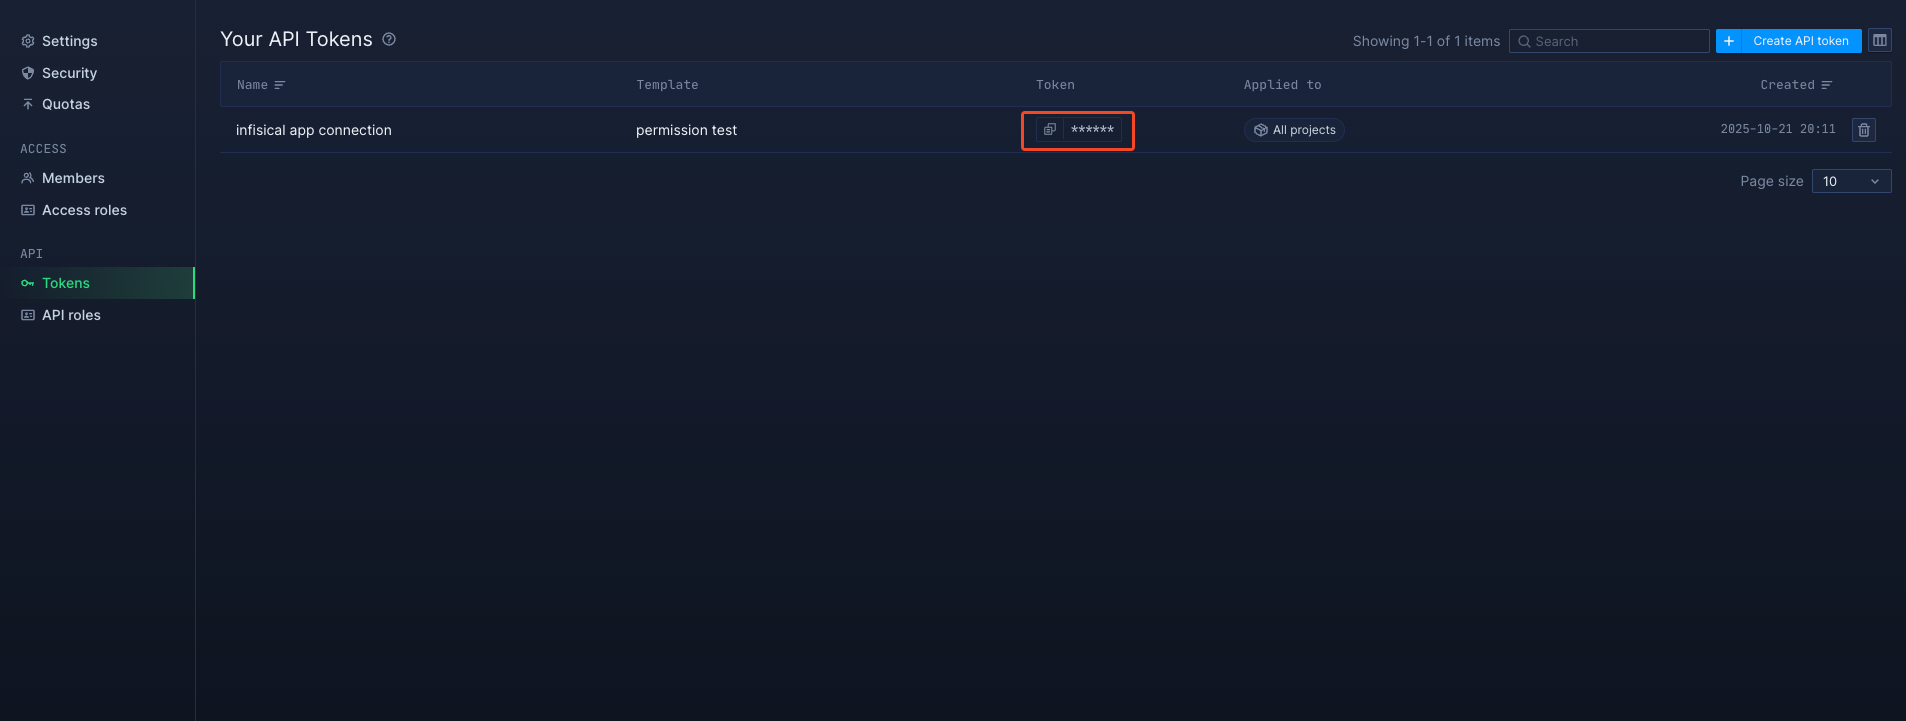 Settings
Security
Quotas
ACCESS
Members
Access roles
API
Tokens
API roles
Your API Tokens
Showing 1-1 of 1 items
Search
Create API token
Name Template Token Applied to Created
infisical app connection permission test ****** All projects 2025-10-21 20:11
Page size 10